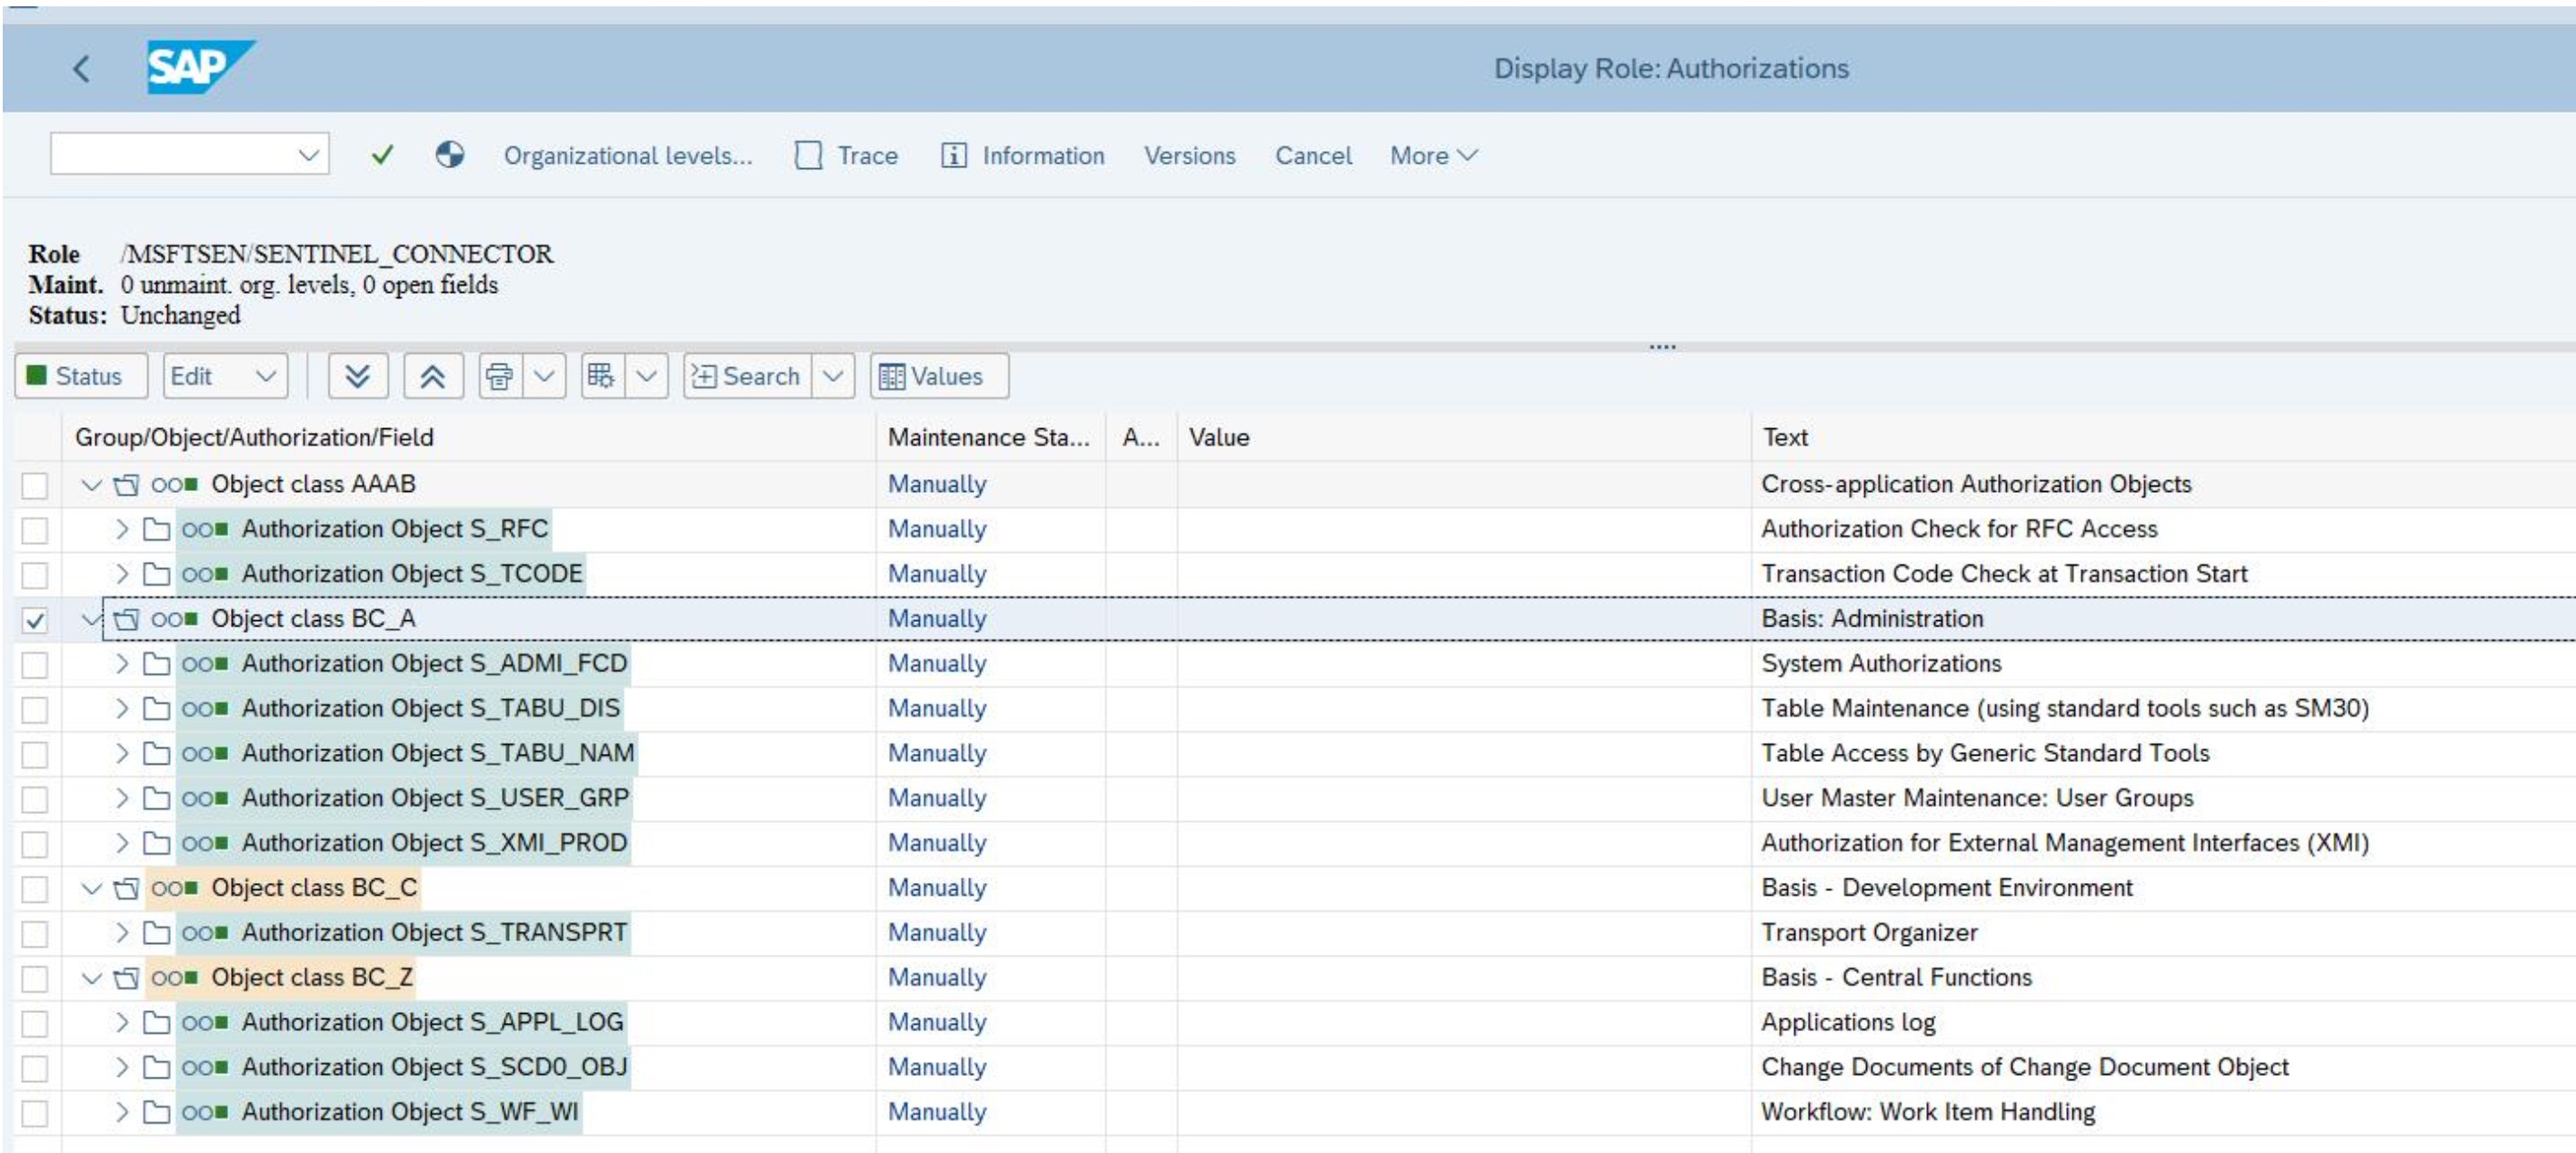 SAP
Display Role: Authorizations
Organizational levels... Trace Information Versions Cancel More
Role /MSFTSEN/SENTINEL_CONNECTOR
Maint. 0 unmaint. org. levels, 0 open fields
Status: Unchanged
Status Edit Search Values
Group/Object/Authorization/Field Maintenance Sta... A... Value Text
Object class AAAB Manually Cross-application Authorization Objects
Authorization Object S_RFC Manually Authorization Check for RFC Access
Authorization Object S_TCODE Manually Transaction Code Check at Transaction Start
Object class BC_A Manually Basis: Administration
Authorization Object S_ADMI_FCD Manually System Authorizations
Authorization Object S_TABU_DIS Manually Table Maintenance (using standard tools such as SM30)
Authorization Object S_TABU_NAM Manually Table Access by Generic Standard Tools
Authorization Object S_USER_GRP Manually User Master Maintenance: User Groups
Authorization Object S_XMI_PROD Manually Authorization for External Management Interfaces (XMI)
Object class BC_C Manually Basis - Development Environment
Authorization Object S_TRANSPRT Manually Transport Organizer
Object class BC_Z Manually Basis - Central Functions
Authorization Object S_APPL_LOG Manually Applications log
Authorization Object S_SCD0_OBJ Manually Change Documents of Change Document Object
Authorization Object S_WF_WI Manually Workflow: Work Item Handling